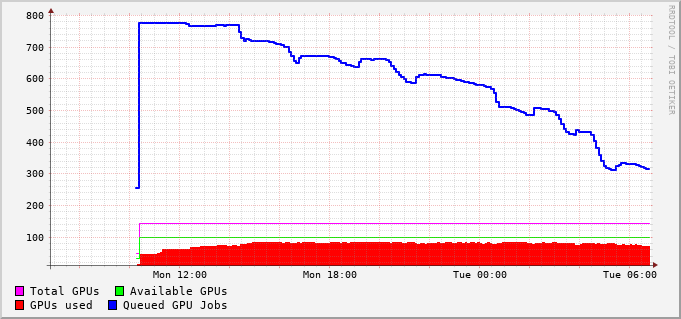 800
700
600
500
400
300
200
100
Mon 12:00 Mon 18:00 Tue 00:00 Tue 06:00
Total GPUs Available GPUs
GPUs used Queued GPU Jobs
RRDTOOL / TOBI OETIKER